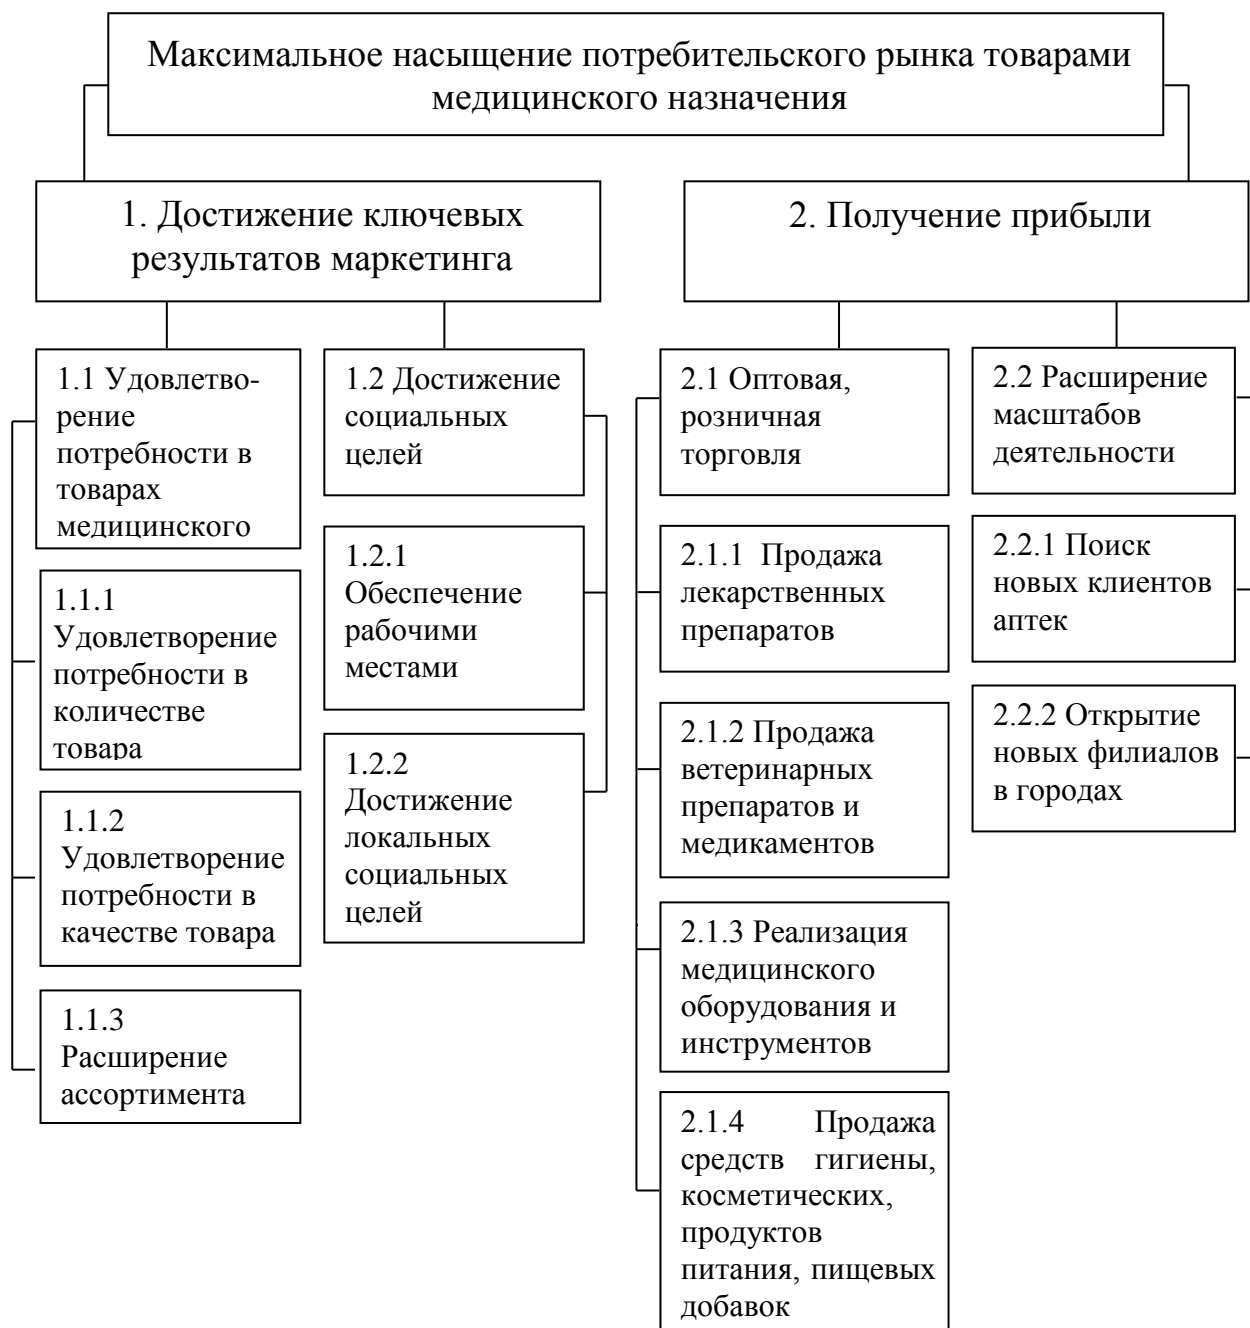 Максимальное насыщение потребительского рынка товарами
медицинского назначения
1. Достижение ключевых
результатов маркетинга
2. Получение прибыли
1.1 Удовлетво-
рение
потребности в
товарах
медицинского
1.1.1
Удовлетворение
потребности в
количестве
товара
1.1.2
Удовлетворение
потребности в
качестве товара
1.1.3
Расширение
ассортимента
1.2 Достижение
социальных
целей
1.2.1
Обеспечение
рабочими
местами
1.2.2
Достижение
локальных
социальных
целей
2.1 Оптовая,
розничная
торговля
2.1.1 Продажа
лекарственных
препаратов
2.1.2 Продажа
ветеринарных
препаратов и
медикаментов
2.1.3 Реализация
медицинского
оборудования и
инструментов
2.1.4 Продажа
средств гигиены,
косметических,
продуктов
питания, пищевых
добавок
2.2 Расширение
масштабов
деятельности
2.2.1 Поиск
новых клиентов
аптек
2.2.2 Открытие
новых филиалов
в городах